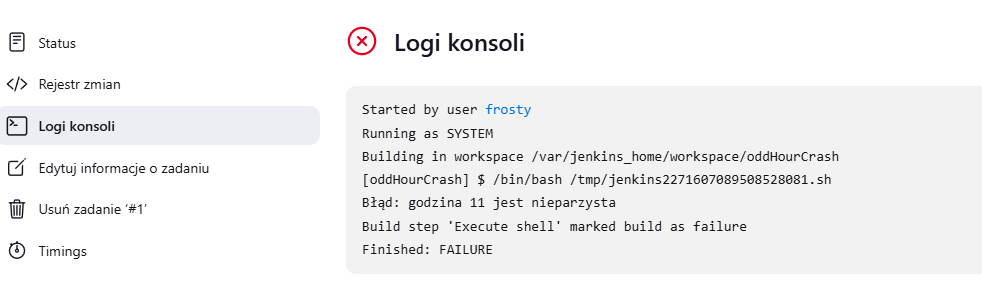 Status
Rejestr zmian
Logi konsoli
Edytuj informacje o zadaniu
Usuń zadanie ‘#1’
Timings
Logi konsoli
Started by user frosty
Running as SYSTEM
Building in workspace /var/jenkins_home/workspace/oddHourCrash
[oddHourCrash] $ /bin/bash /tmp/jenkins2271607089508528081.sh
Błąd: godzina 11 jest nieparzysta
Build step 'Execute shell' marked build as failure
Finished: FAILURE